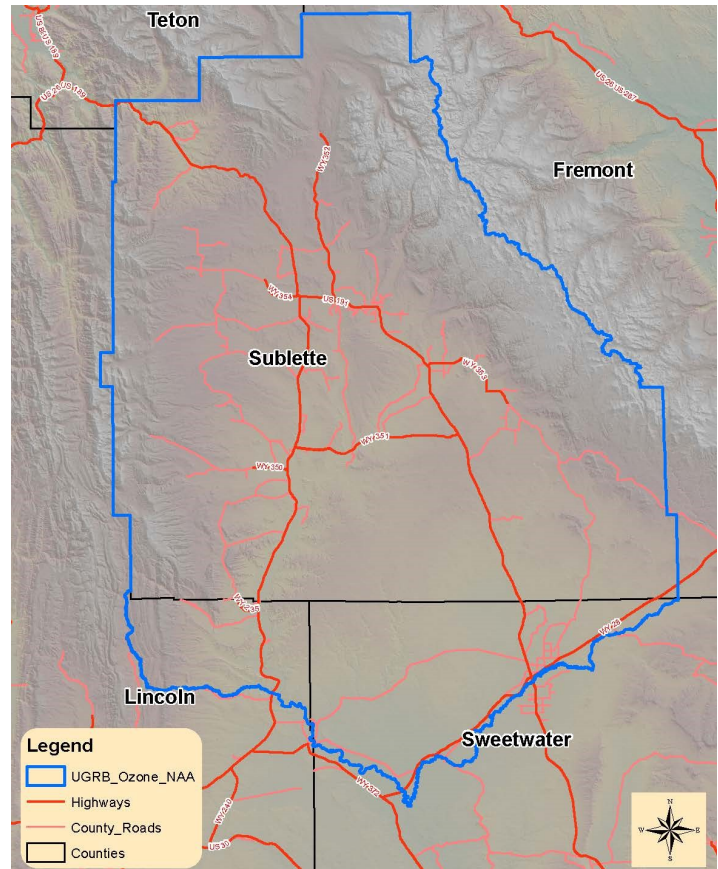 Teton
US 26 US 189
US 26 US 287
WY 352
Fremont
WY 354
US 191
Sublette
WY 353
WY 351
WY 350
WY 235
WY 28
Lincoln
Sweetwater
WY 372
WY 240
US 30
Legend
UGRB_Ozone_NAA
Highways
County_Roads
Counties
N
W
E
S